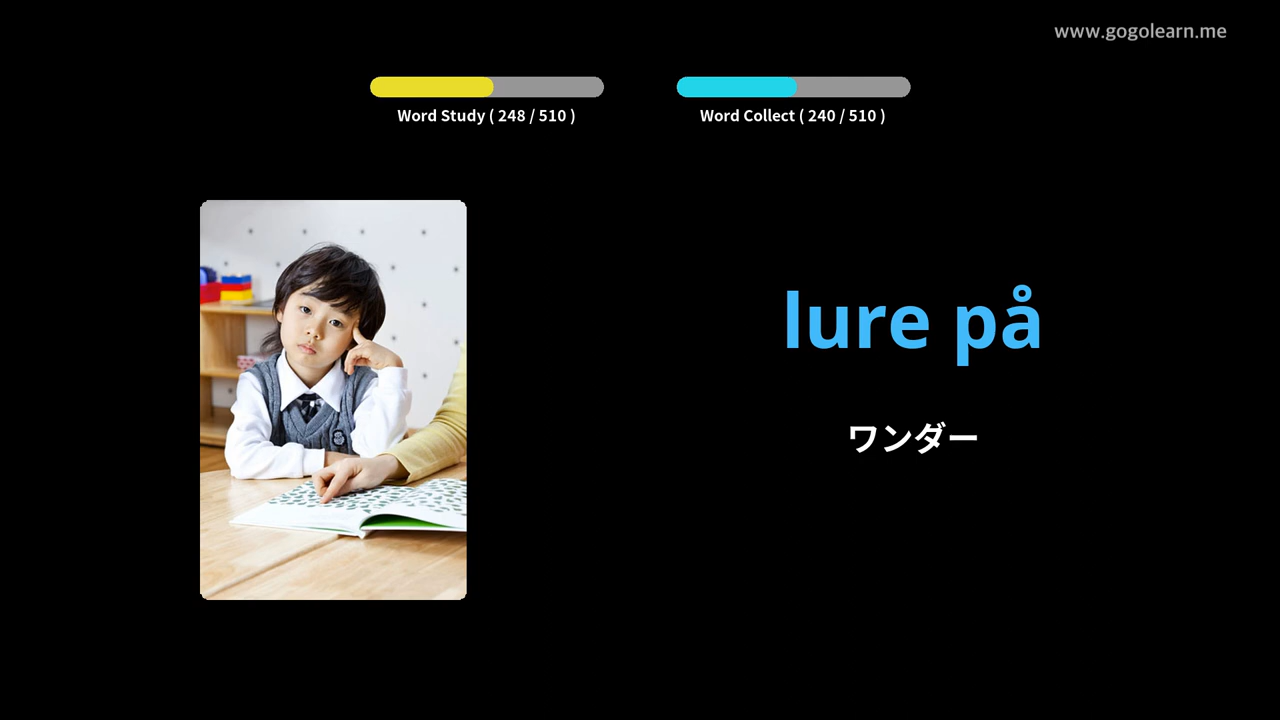 www.gogolearn.me
Word Study ( 248 / 510 )
Word Collect ( 240 / 510 )
lure på
ワンダー